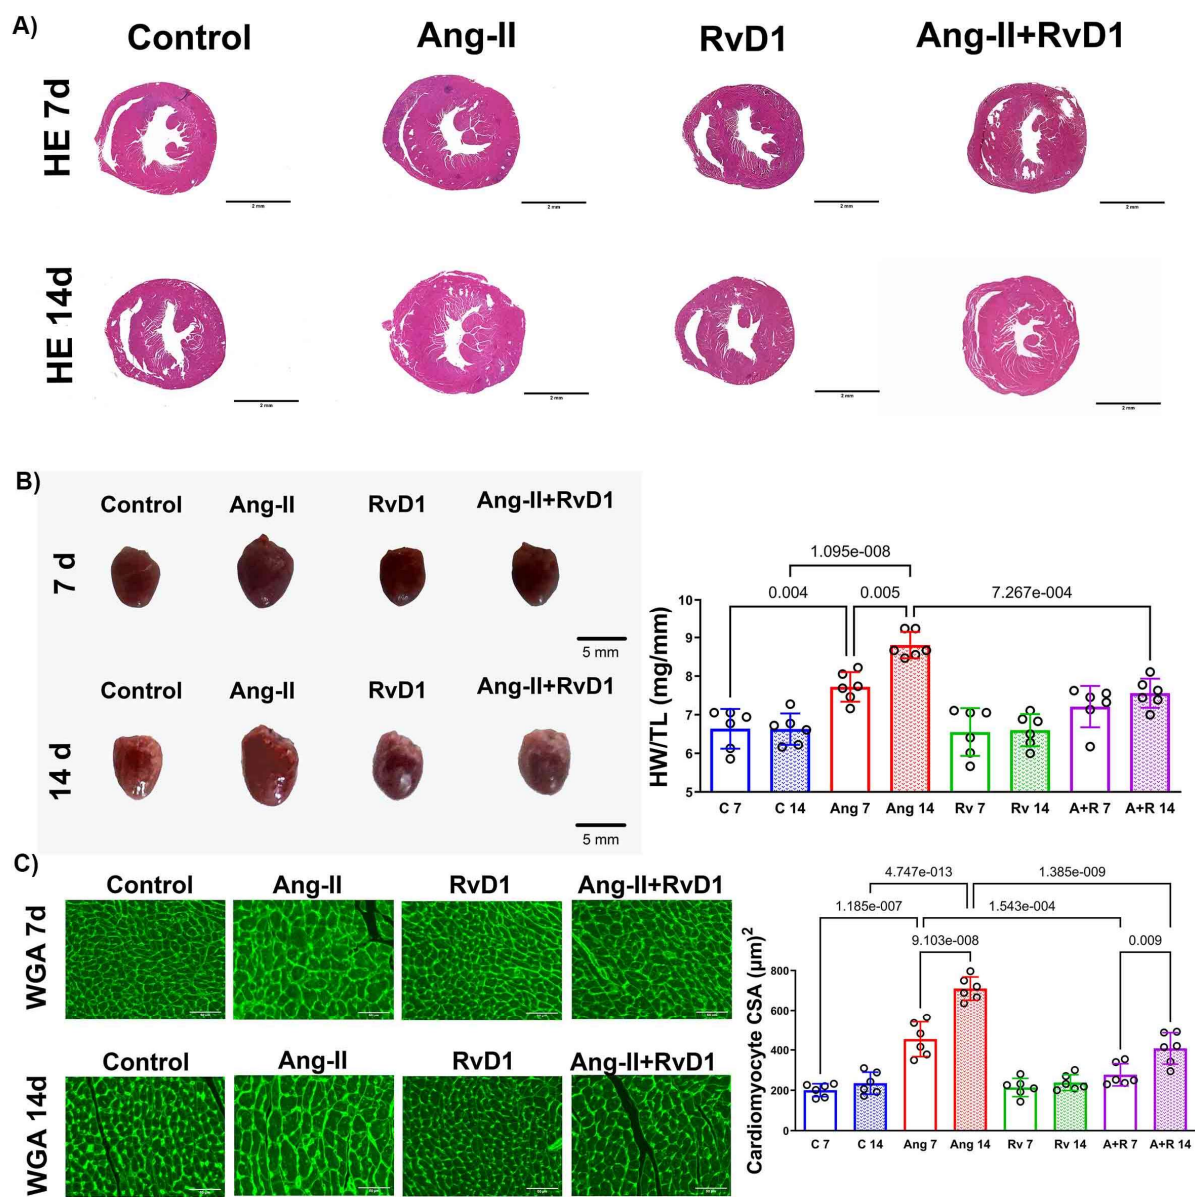 A)
Control
Ang-II
RvD1
Ang-II+RvD1
HE 7d
2 mm
2 mm
2 mm
2 mm
HE 14d
2 mm
2 mm
2 mm
2 mm
B)
Control
Ang-II
RvD1
Ang-II+RvD1
7 d
5 mm
Control
Ang-II
RvD1
Ang-II+RvD1
14 d
5 mm
1.095e-008
0.004
0.005
7.267e-004
HW/TL (mg/mm)
10
9
8
7
6
5
C 7
C 14
Ang 7
Ang 14
Rv 7
Rv 14
A+R 7
A+R 14
C)
Control
Ang-II
RvD1
Ang-II+RvD1
WGA 7d
Control
Ang-II
RvD1
Ang-II+RvD1
WGA 14d
4.747e-013
1.385e-009
1.185e-007
1.543e-004
9.103e-008
0.009
Cardiomyocyte CSA (µm)²
800
600
400
200
0
C 7
C 14
Ang 7
Ang 14
Rv 7
Rv 14
A+R 7
A+R 14